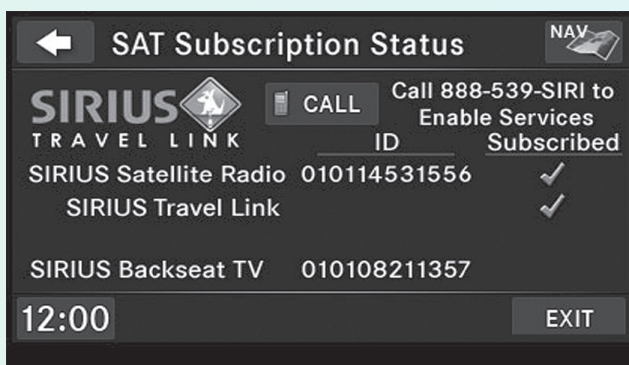 SAT Subscription Status
NAV
SIRIUS
TRAVEL LINK
CALL
Call 888-539-SIRI to
Enable Services
ID
Subscribed
SIRIUS Satellite Radio 010114531556
SIRIUS Travel Link
SIRIUS Backseat TV 010108211357
12:00
EXIT